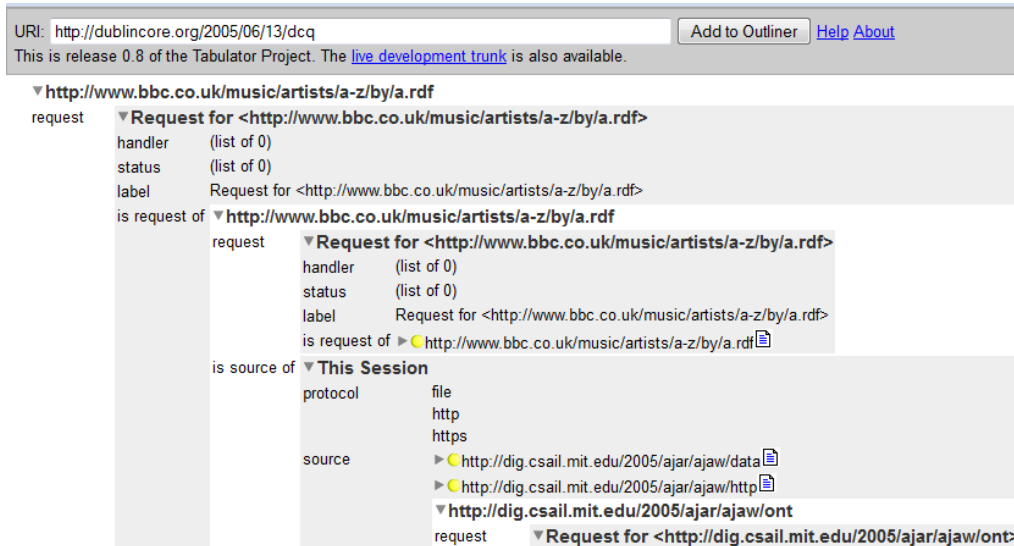 URI: http://dublincore.org/2005/06/13/dcq Add to Outliner Help About
This is release 0.8 of the Tabulator Project. The live development trunk is also available.
http://www.bbc.co.uk/music/artists/a-z/by/a.rdf
request Request for <http://www.bbc.co.uk/music/artists/a-z/by/a.rdf>
handler (list of 0)
status (list of 0)
label Request for <http://www.bbc.co.uk/music/artists/a-z/by/a.rdf>
is request of http://www.bbc.co.uk/music/artists/a-z/by/a.rdf
request Request for <http://www.bbc.co.uk/music/artists/a-z/by/a.rdf>
handler (list of 0)
status (list of 0)
label Request for <http://www.bbc.co.uk/music/artists/a-z/by/a.rdf>
is request of http://www.bbc.co.uk/music/artists/a-z/by/a.rdf
is source of This Session
protocol file
http
https
source http://dig.csail.mit.edu/2005/ajar/ajaw/data
http://dig.csail.mit.edu/2005/ajar/ajaw/http
http://dig.csail.mit.edu/2005/ajar/ajaw/ont
request Request for <http://dig.csail.mit.edu/2005/ajar/ajaw/ont>